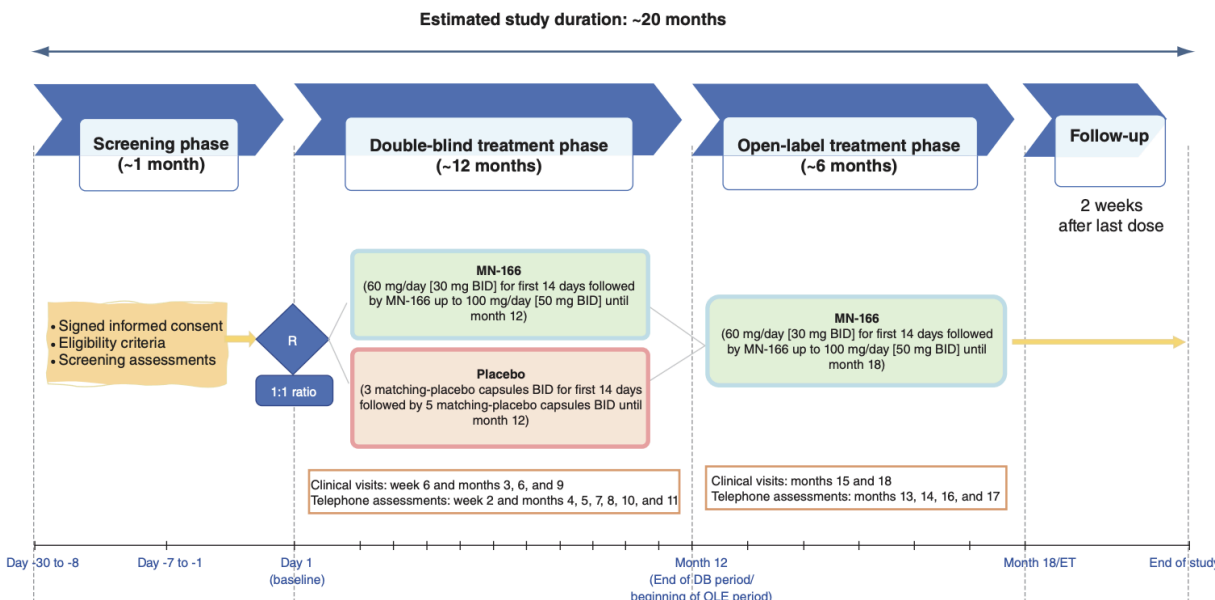 Estimated study duration: ~20 months
Screening phase
(~1 month)
Double-blind treatment phase
(~12 months)
Open-label treatment phase
(~6 months)
Follow-up
2 weeks
after last dose
• Signed informed consent
• Eligibility criteria
• Screening assessments
R
1:1 ratio
MN-166
(60 mg/day [30 mg BID] for first 14 days followed
by MN-166 up to 100 mg/day [50 mg BID] until
month 12)
Placebo
(3 matching-placebo capsules BID for first 14 days
followed by 5 matching-placebo capsules BID until
month 12)
MN-166
(60 mg/day [30 mg BID] for first 14 days followed
by MN-166 up to 100 mg/day [50 mg BID] until
month 18)
Clinical visits: week 6 and months 3, 6, and 9
Telephone assessments: week 2 and months 4, 5, 7, 8, 10, and 11
Clinical visits: months 15 and 18
Telephone assessments: months 13, 14, 16, and 17
Day -30 to -8
Day -7 to -1
Day 1
(baseline)
Month 12
(End of DB period/
beginning of OLE period)
Month 18/ET
End of study